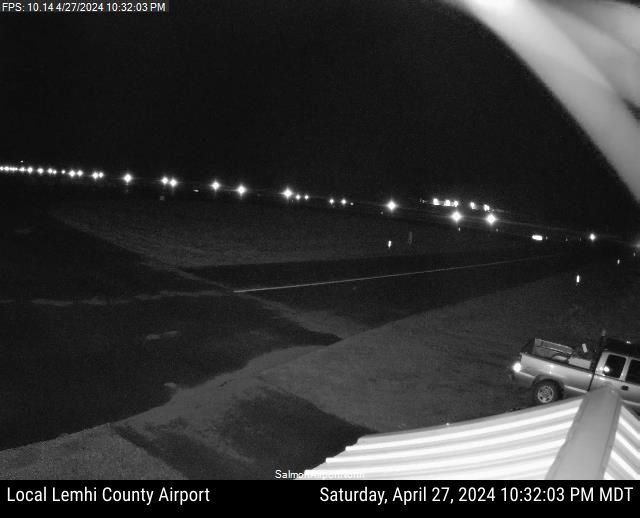 FPS: 10.14 4/27/2024 10:32:03 PM
SalmonAirportNorth
Local Lemhi County Airport Saturday, April 27, 2024 10:32:03 PM MDT